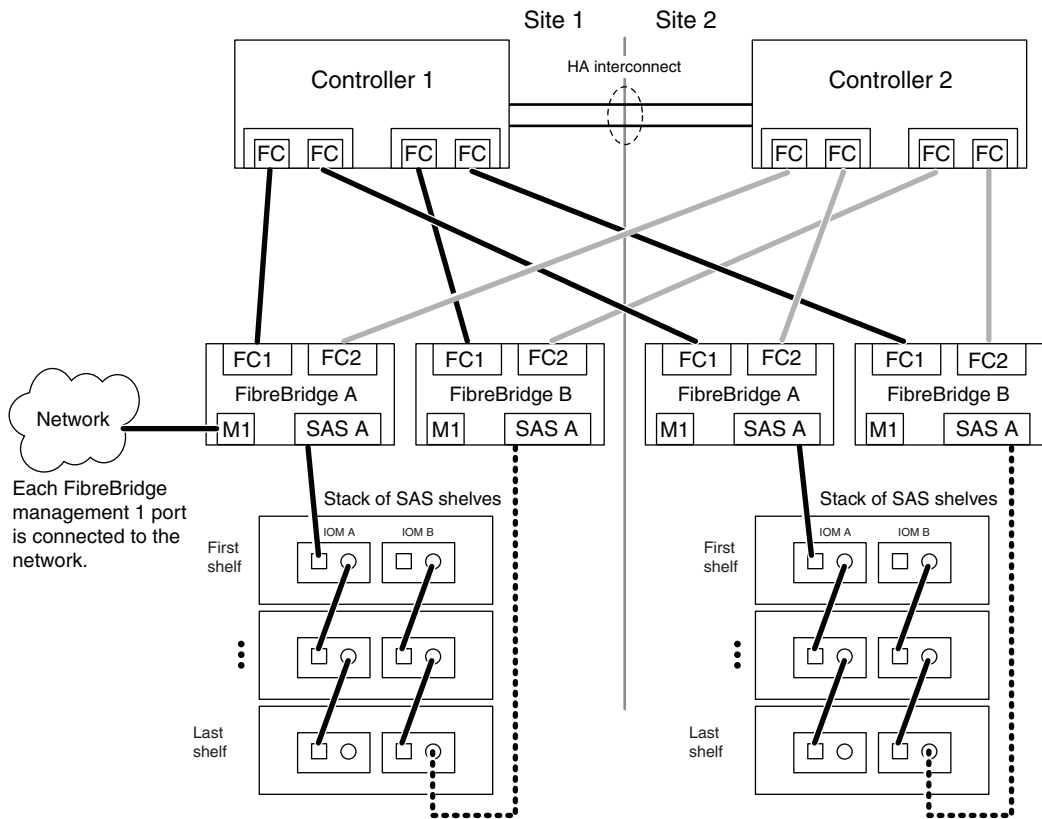 Site 1
Site 2
HA interconnect
Controller 1
Controller 2
FC FC FC FC
FC FC FC FC
FC1 FC2
FibreBridge A
M1 SAS A
FC1 FC2
FibreBridge B
M1 SAS A
FC1 FC2
FibreBridge A
M1 SAS A
FC1 FC2
FibreBridge B
M1 SAS A
Network
Each FibreBridge
management 1 port
is connected to the
network.
Stack of SAS shelves
IOM A IOM B
First
shelf
Last
shelf
Stack of SAS shelves
IOM A IOM B
First
shelf
Last
shelf